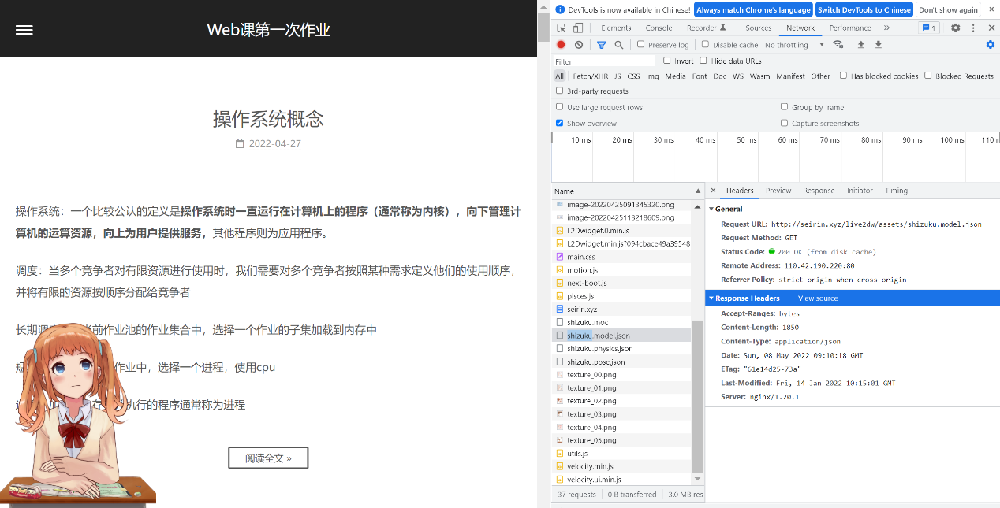 Web课第一次作业
操作系统概念
2022-04-27
操作系统：一个比较公认的定义是操作系统时一直运行在计算机上的程序（通常称为内核），向下管理计
算机的运算资源，向上为用户提供服务，其他程序则为应用程序。
调度：当多个竞争者对有限资源进行使用时，我们需要对多个竞争者按照某种需求定义他们的使用顺序，
并将有限的资源按顺序分配给竞争者
长期调 前作业池的作业集合中，选择一个作业的子集加载到内存中
作业中，选择一个进程，使用cpu
执行的程序通常称为进程
阅读全文 »
DevTools is now available in Chinese! Always match Chrome's language Switch DevTools to Chinese Don't show again
Elements Console Recorder Sources Network Performance » 1
Preserve log Disable cache No throttling
Filter Invert Hide data URLs
All Fetch/XHR JS CSS Img Media Font Doc WS Wasm Manifest Other Has blocked cookies Blocked Requests
3rd-party requests
Use large request rows Group by frame
Show overview Capture screenshots
10 ms 20 ms 30 ms 40 ms 50 ms 60 ms 70 ms 80 ms 90 ms 100 ms 110
Name
image-20220425091345320.png
image-20220425113218609.png
L2Dwidget.0.min.js
L2Dwidget.min.js?094cbace49a39548
main.css
motion.js
next-boot.js
pisces.js
seirin.xyz
shizuku.moc
shizuku.model.json
shizuku.physics.json
shizuku.pose.json
texture_00.png
texture_01.png
texture_02.png
texture_03.png
texture_04.png
texture_05.png
utils.js
velocity.min.js
velocity.ui.min.js
37 requests 0 B transferred 3.0 MB res
Headers Preview Response Initiator Timing
General
Request URL: http://seirin.xyz/live2dw/assets/shizuku.model.json
Request Method: GET
Status Code: 200 OK (from disk cache)
Remote Address: 110.42.190.220:80
Referrer Policy: strict-origin-when-cross-origin
Response Headers View source
Accept-Ranges: bytes
Content-Length: 1850
Content-Type: application/json
Date: Sun, 08 May 2022 09:10:18 GMT
ETag: "61e14d25-73a"
Last-Modified: Fri, 14 Jan 2022 10:15:01 GMT
Server: nginx/1.20.1